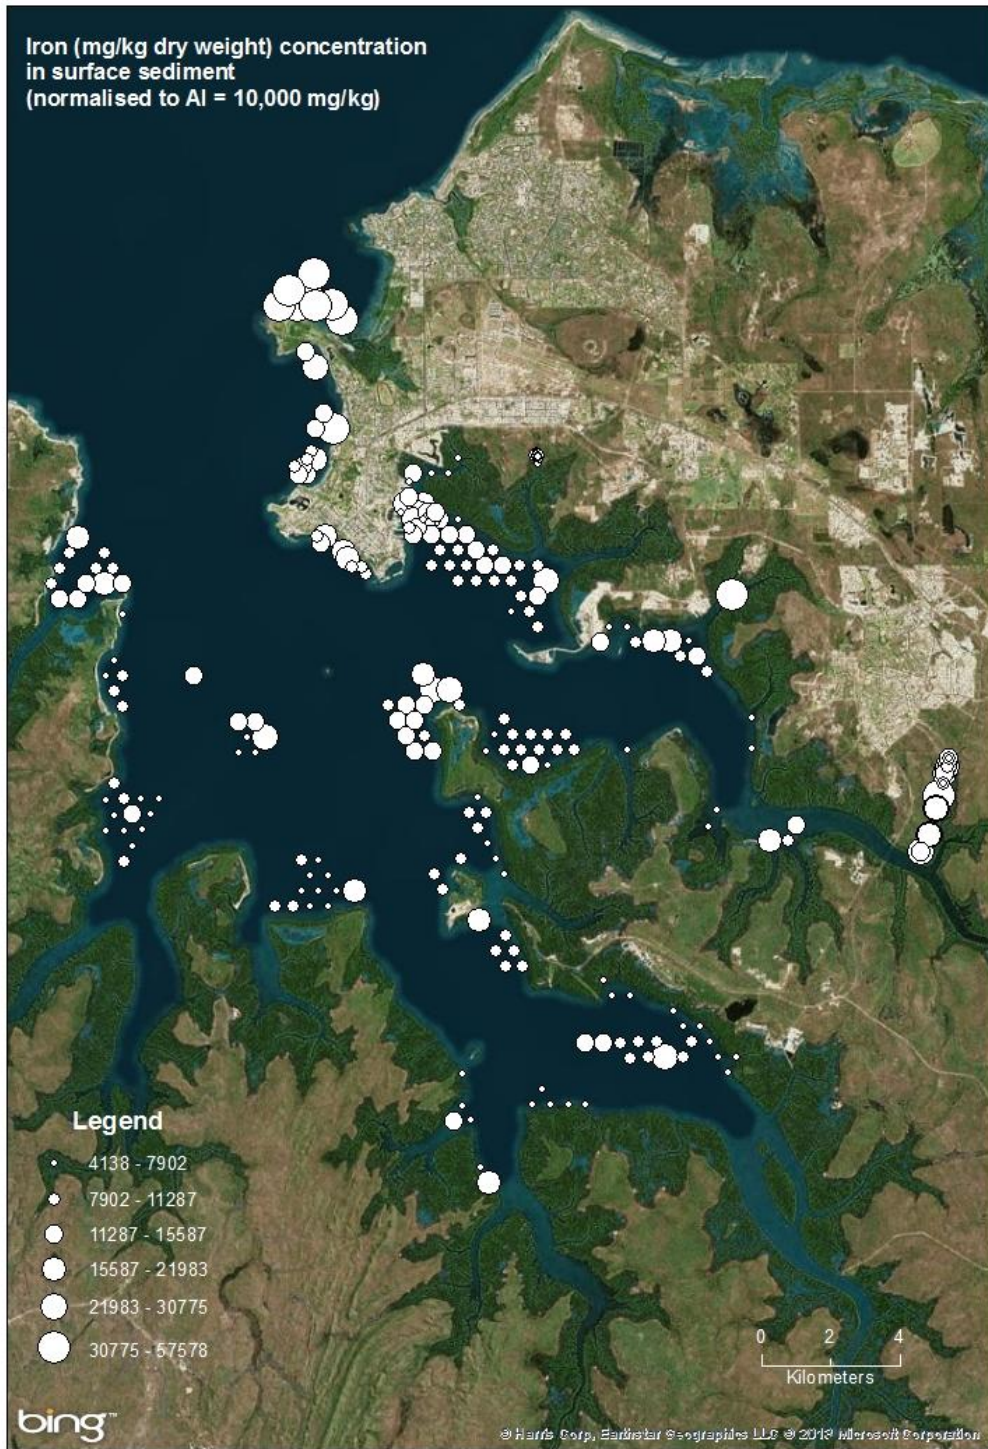 Iron (mg/kg dry weight) concentration
in surface sediment
(normalised to Al = 10,000 mg/kg)
Legend
4138 - 7902
7902 - 11287
11287 - 15587
15587 - 21983
21983 - 30775
30775 - 57578
0 2 4
Kilometers
bing™
© Harris Corp, Earthstar Geographics LLC © 2013 Microsoft Corporation